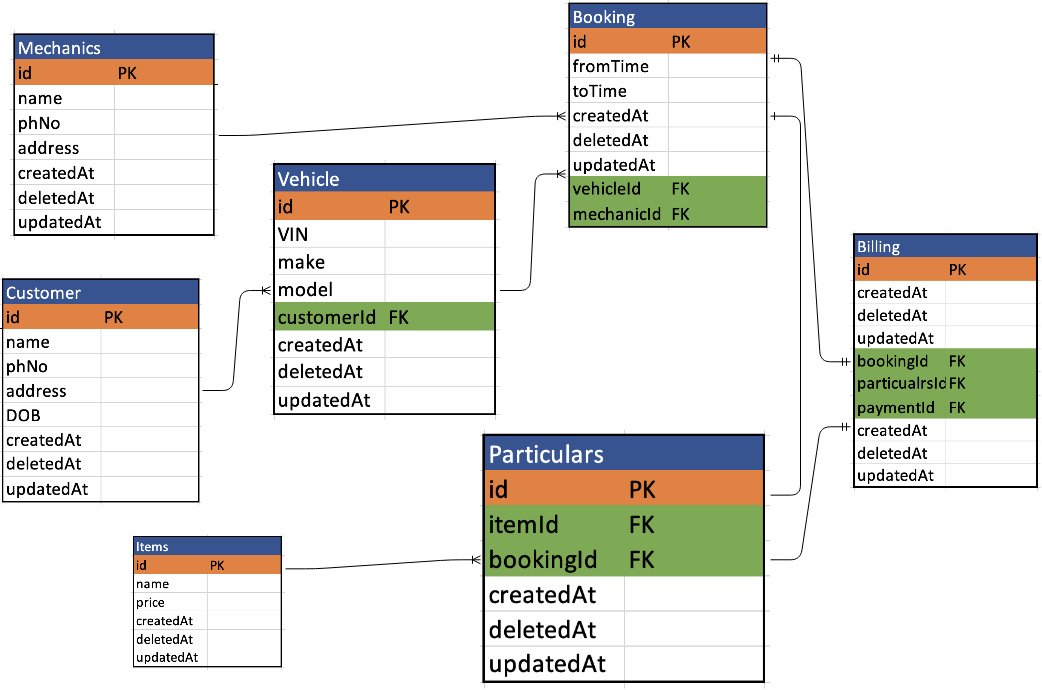 Mechanics
id PK
name
phNo
address
createdAt
deletedAt
updatedAt
Booking
id PK
fromTime
toTime
createdAt
deletedAt
updatedAt
vehicleId FK
mechanicId FK
Vehicle
id PK
VIN
make
model
customerId FK
createdAt
deletedAt
updatedAt
Customer
id PK
name
phNo
address
DOB
createdAt
deletedAt
updatedAt
Billing
id PK
createdAt
deletedAt
updatedAt
bookingId FK
particualrsId FK
paymentId FK
createdAt
deletedAt
updatedAt
Particulars
id PK
itemId FK
bookingId FK
createdAt
deletedAt
updatedAt
Items
id PK
name
price
createdAt
deletedAt
updatedAt